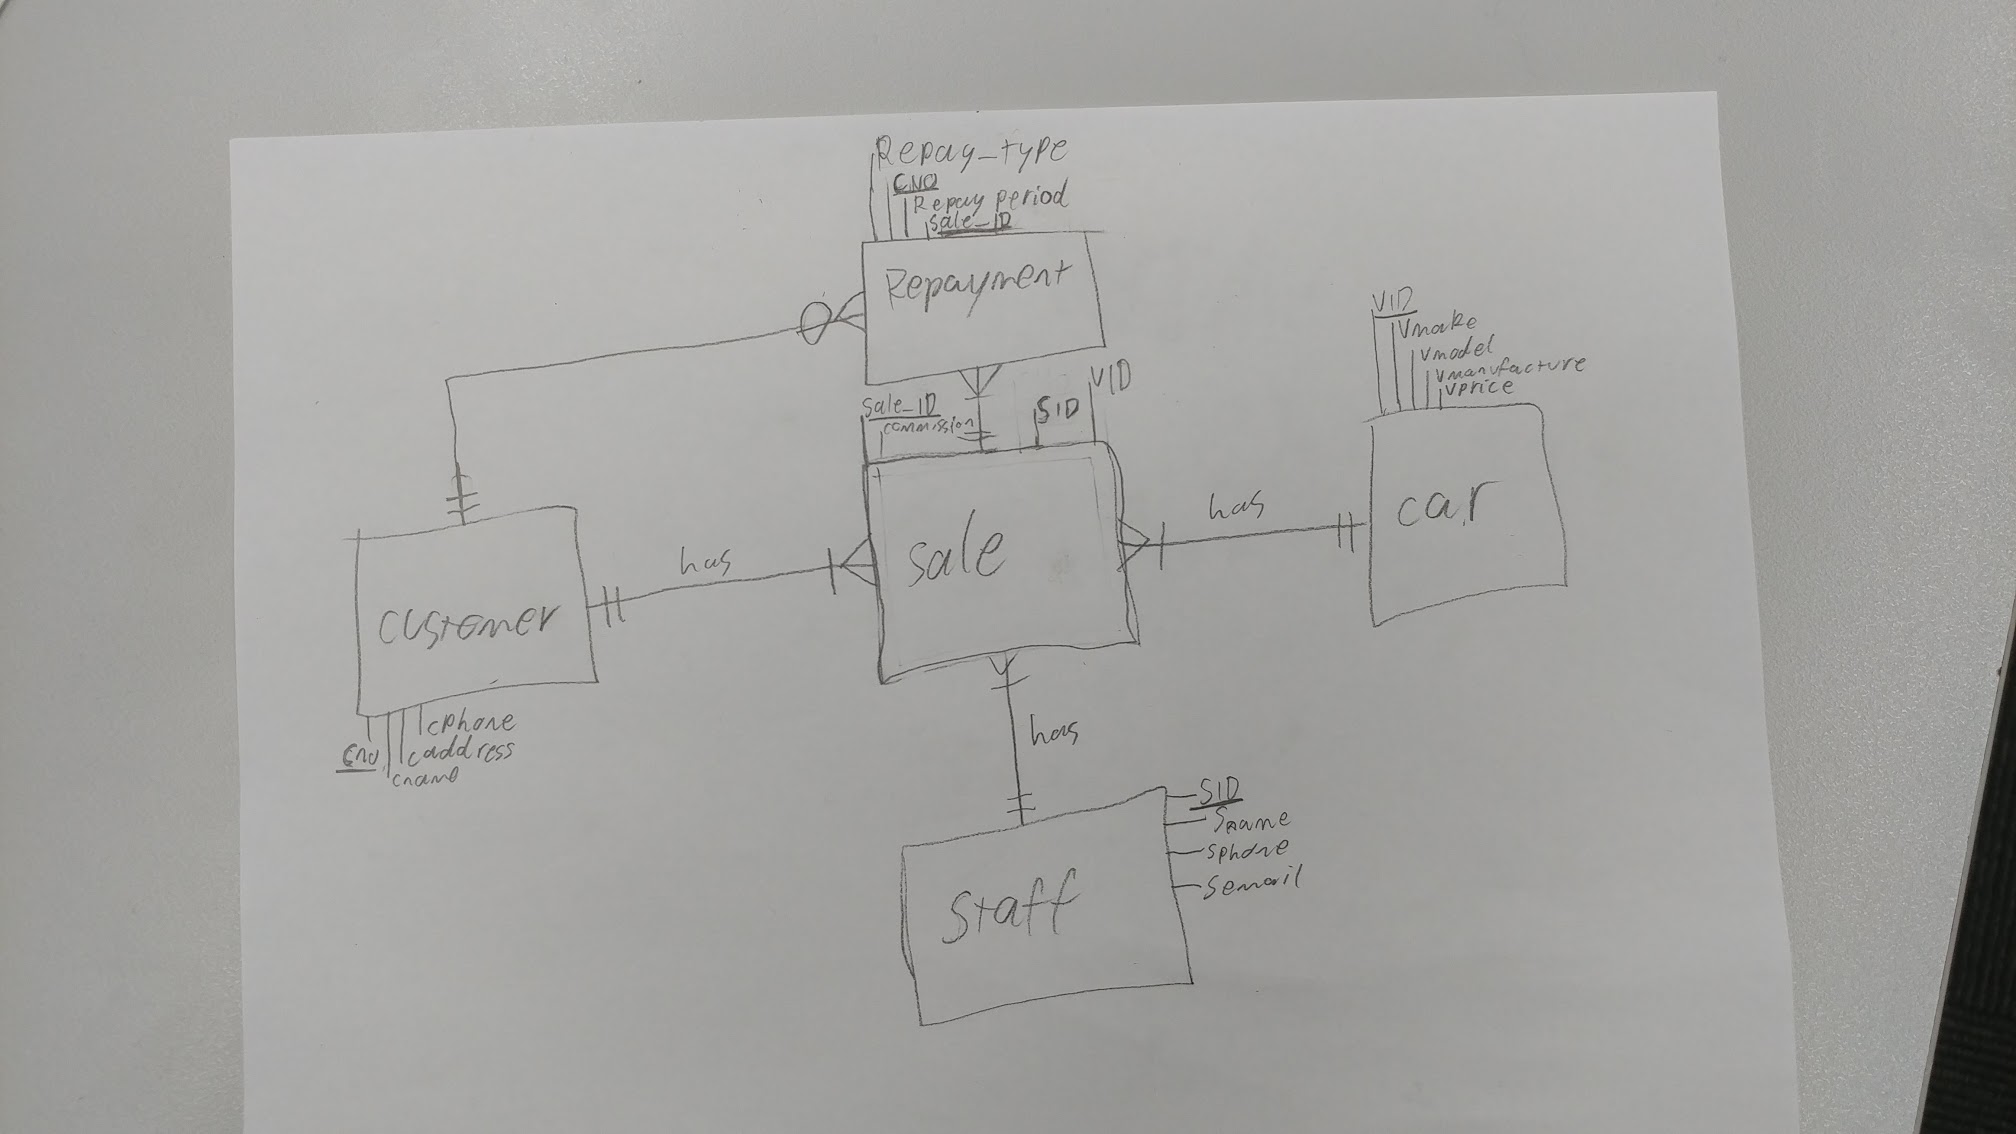 Repay_type
CNO
Repay period
Sale_ID
Repayment
VID
Vmake
Vmodel
Vmanufacture
Vprice
Sale_ID
commission
SID
VID
has
car
sale
has
customer
cphone
cno
caddress
cname
has
SID
Sname
Sphone
Semail
Staff